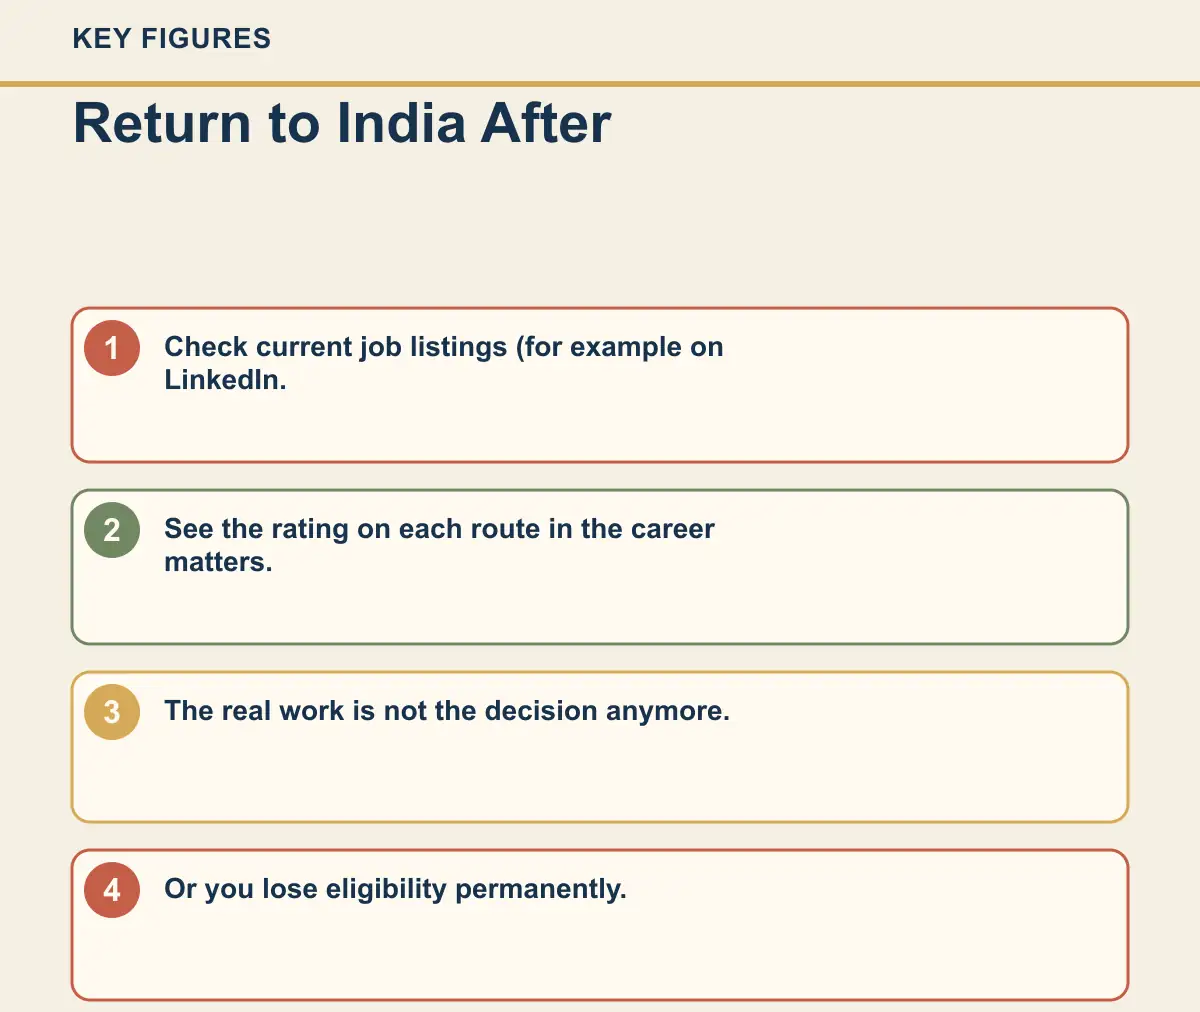 KEY FIGURES
Return to India After
1
Check current job listings (for example on
LinkedIn.
2
See the rating on each route in the career
matters.
3
The real work is not the decision anymore.
4
Or you lose eligibility permanently.